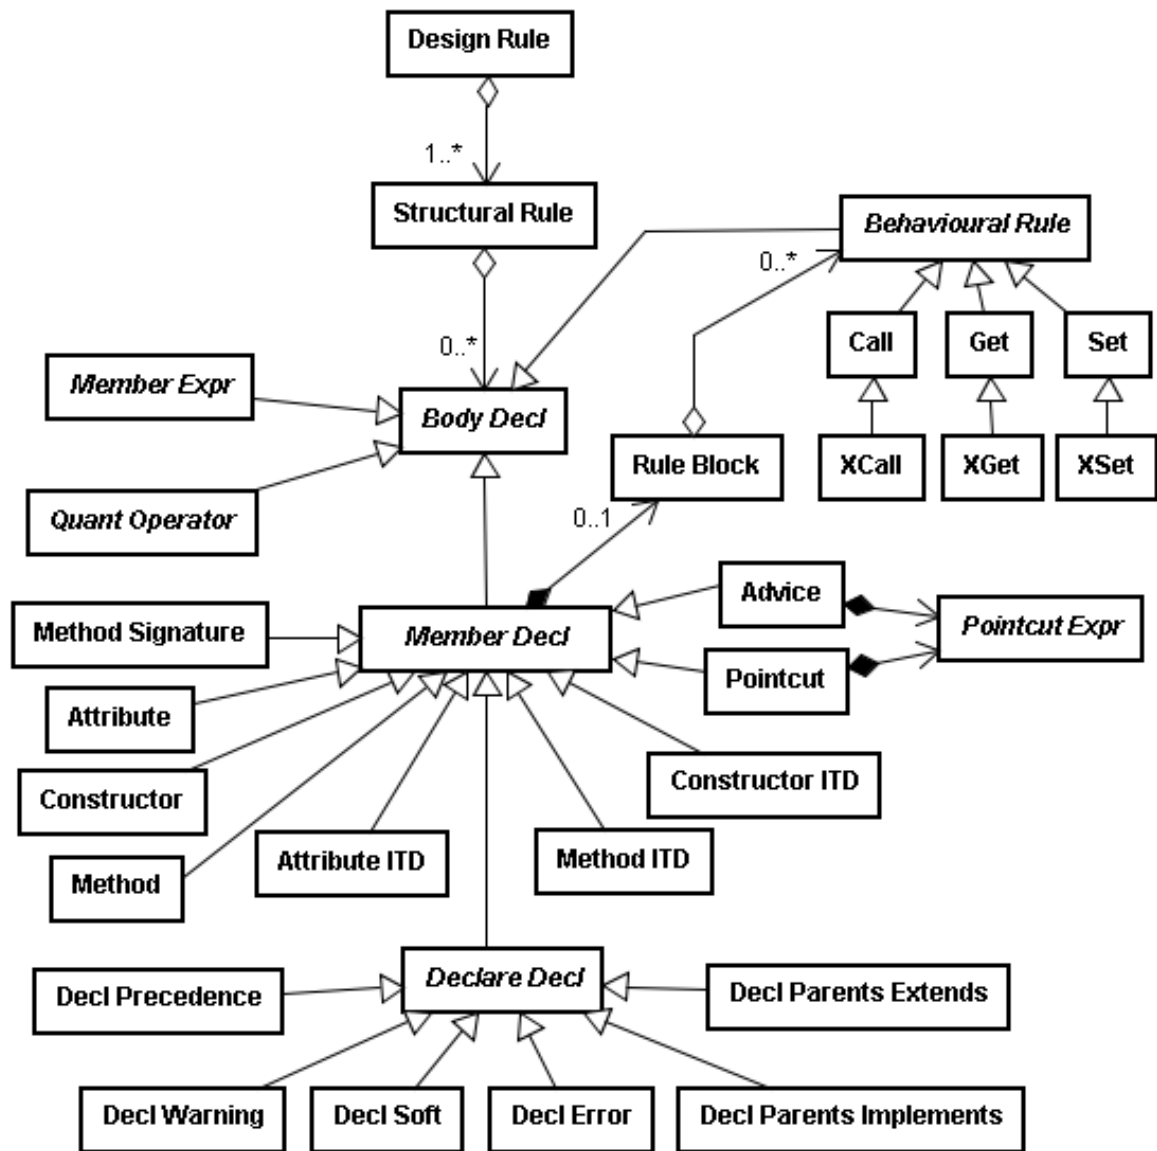 Design Rule
1..*
Structural Rule
Behavioural Rule
0..*
Call
Get
Set
0..*
Member Expr
Body Decl
Rule Block
XCall
XGet
XSet
Quant Operator
0..1
Advice
Method Signature
Member Decl
Pointcut Expr
Pointcut
Attribute
Constructor
Constructor ITD
Attribute ITD
Method ITD
Method
Declare Decl
Decl Precedence
Decl Parents Extends
Decl Warning
Decl Soft
Decl Error
Decl Parents Implements